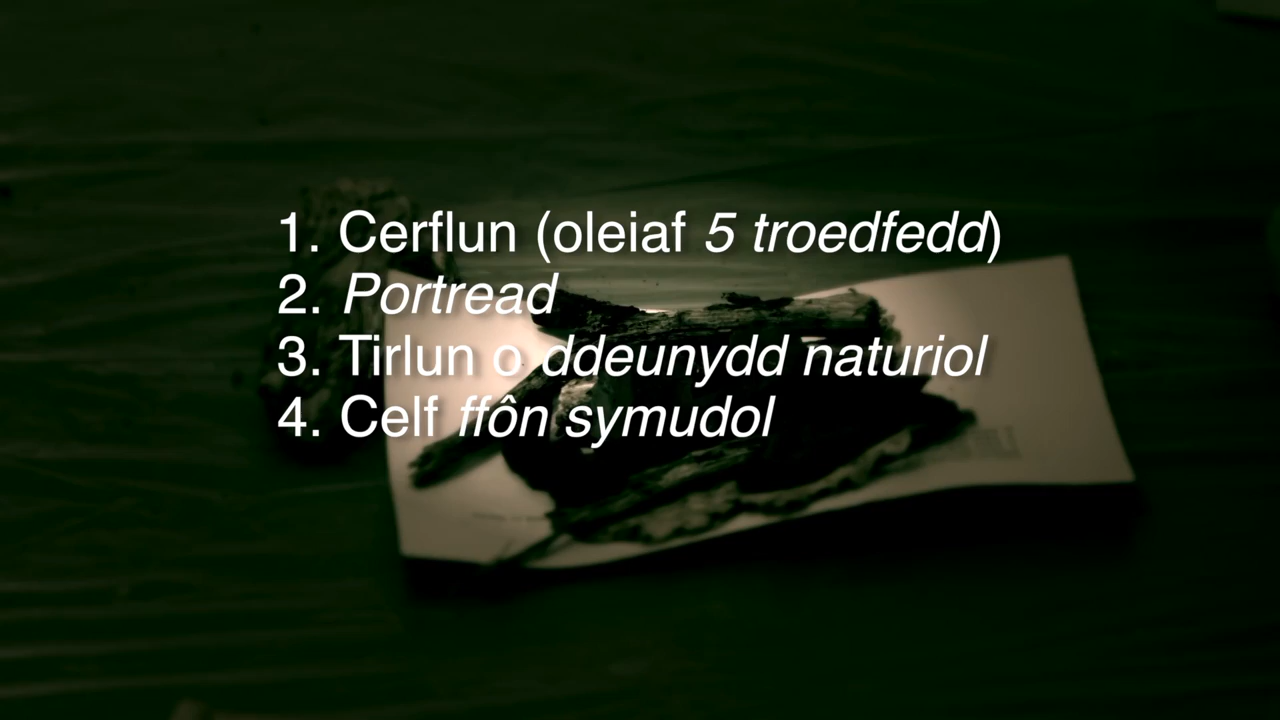 1. Cerflun (oleiaf 5 troedfedd)
2. Portread
3. Tirlun o ddeunydd naturiol
4. Celf ffôn symudol